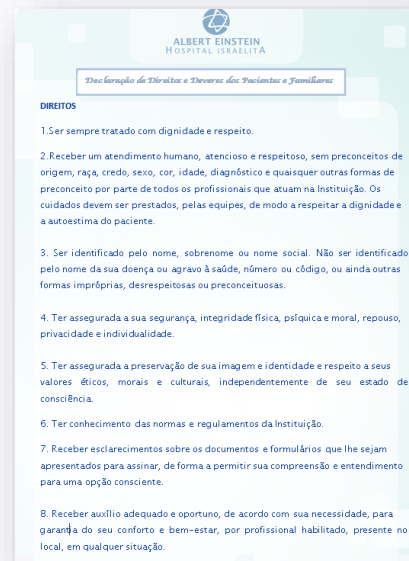 ALBERT EINSTEIN
HOSPITAL ISRAELITA
Declaração de Direitos e Deveres dos Pacientes e Familiares
DIREITOS
1.Ser sempre tratado com dignidade e respeito.
2.Receber um atendimento humano, atencioso e respeitoso, sem preconceitos de
origem, raça, credo, sexo, cor, idade, diagnóstico e quaisquer outras formas de
preconceito por parte de todos os profissionais que atuam na Instituição. Os
cuidados devem ser prestados, pelas equipes, de modo a respeitar a dignidade e
a autoestima do paciente.
3. Ser identificado pelo nome, sobrenome ou nome social. Não ser identificado
pelo nome da sua doença ou agravo à saúde, número ou código, ou ainda outras
formas impróprias, desrespeitosas ou preconceituosas.
4. Ter assegurada a sua segurança, integridade física, psíquica e moral, repouso,
privacidade e individualidade.
5. Ter assegurada a preservação de sua imagem e identidade e respeito a seus
valores éticos, morais e culturais, independentemente de seu estado de
consciência.
6. Ter conhecimento das normas e regulamentos da Instituição.
7. Receber esclarecimentos sobre os documentos e formulários que lhe sejam
apresentados para assinar, de forma a permitir sua compreensão e entendimento
para uma opção consciente.
8. Receber auxílio adequado e oportuno, de acordo com sua necessidade, para
garantia do seu conforto e bem-estar, por profissional habilitado, presente no
local, em qualquer situação.